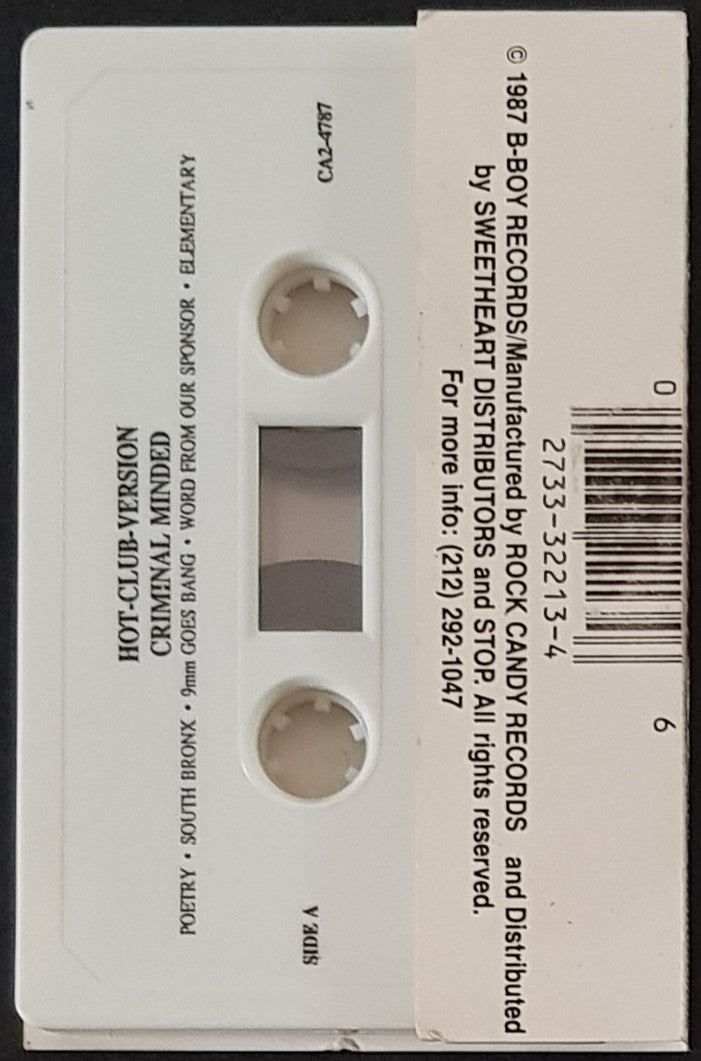 HOT-CLUB-VERSION
CRIMINAL MINDED
POETRY • SOUTH BRONX • 9mm GOES BANG • WORD FROM OUR SPONSOR • ELEMENTARY
SIDE A
CA2-4787
© 1987 B-BOY RECORDS/Manufactured by ROCK CANDY RECORDS and Distributed
by SWEETHEART DISTRIBUTORS and STOP. All rights reserved.
For more info: (212) 292-1047
0 6
2733-32213-4